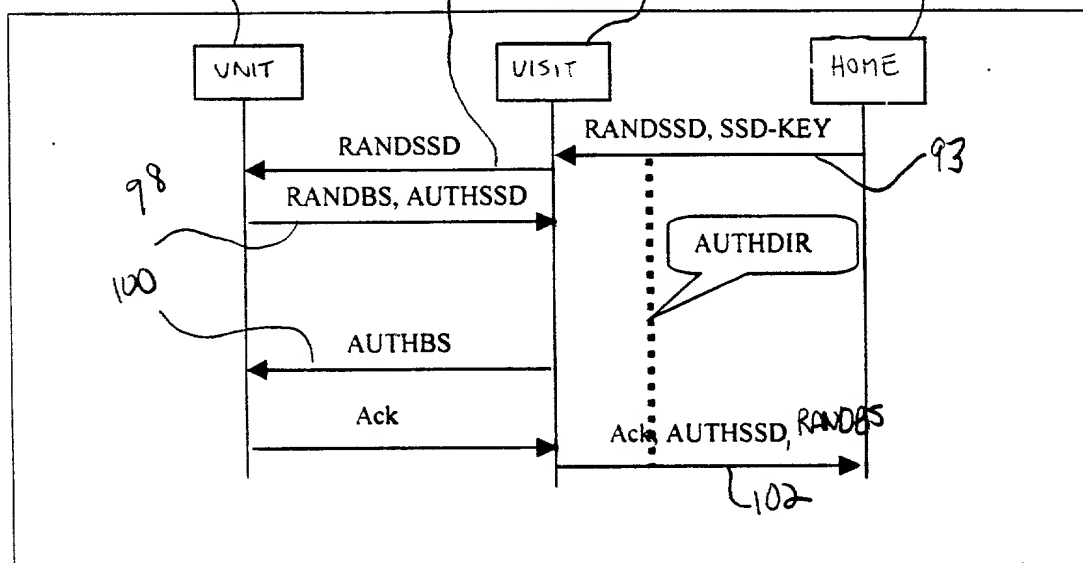 UNIT
VISIT
HOME
RANDSSD, SSD-KEY
RANDSSD
93
98
RANDBS, AUTHSSD
AUTHDIR
100
AUTHBS
Ack
Ack, AUTHSSD, RANDBS
102